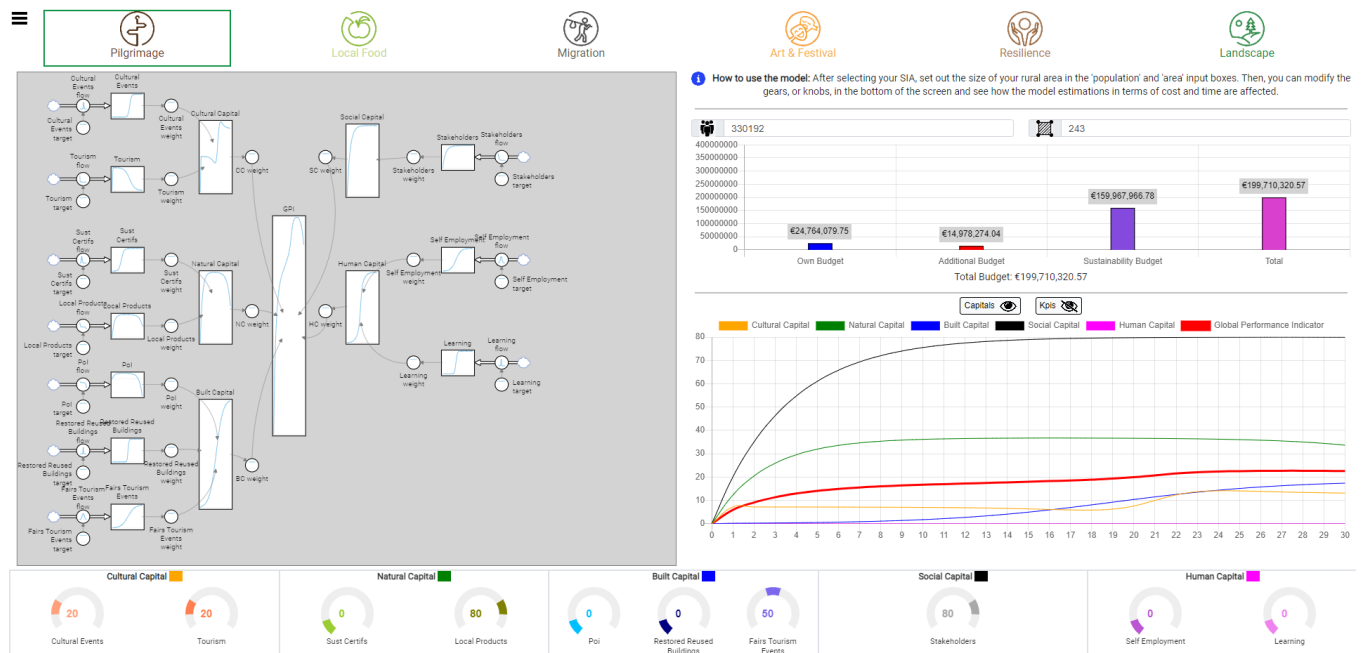 Pilgrimage
Local Food
Migration
Art & Festival
Resilience
Landscape
Cultural
Events
flow
Cultural
Events
Cultural
Events
target
Cultural
Events
weight
Cultural Capital
Tourism
flow
Tourism
Tourism
target
Tourism
weight
CC weight
Social Capital
SC weight
Stakeholders
Stakeholders
flow
Stakeholders
weight
Stakeholders
target
GPI
Sust
Certifs
flow
Sust
Certifs
Sust
Certifs
target
Sust
Certifs
weight
Natural Capital
Local Products
flow
Local Products
Local Products
target
Local Products
weight
NC weight
Human Capital
HC weight
Self Employment
Self Employment
flow
Self Employment
weight
Self Employment
target
Learning
Learning
flow
Learning
weight
Learning
target
PoI
flow
PoI
PoI
target
PoI
weight
Built Capital
Restored Reused
Buildings
flow
Restored Reused
Buildings
Restored Reused
Buildings
target
Restored Reused
Buildings
weight
BC weight
Fairs Tourism
Events
flow
Fairs Tourism
Events
Fairs Tourism
Events
target
Fairs Tourism
Events
weight
How to use the model: After selecting your SIA, set out the size of your rural area in the 'population' and 'area' input boxes. Then, you can modify the
gears, or knobs, in the bottom of the screen and see how the model estimations in terms of cost and time are affected.
330192
243
400000000
350000000
300000000
250000000
200000000
150000000
100000000
50000000
0
€24,764,079.75
€14,978,274.04
€159,967,966.78
€199,710,320.57
Own Budget
Additional Budget
Sustainability Budget
Total
Total Budget: €199,710,320.57
Capitals
Kpis
Cultural Capital
Natural Capital
Built Capital
Social Capital
Human Capital
Global Performance Indicator
80
70
60
50
40
30
20
10
0
0 1 2 3 4 5 6 7 8 9 10 11 12 13 14 15 16 17 18 19 20 21 22 23 24 25 26 27 28 29 30
Cultural Capital
20
Cultural Events
20
Tourism
Natural Capital
0
Sust Certifs
80
Local Products
Built Capital
0
Poi
0
Restored Reused
Buildings
50
Fairs Tourism
Events
Social Capital
80
Stakeholders
Human Capital
0
Self Employment
0
Learning